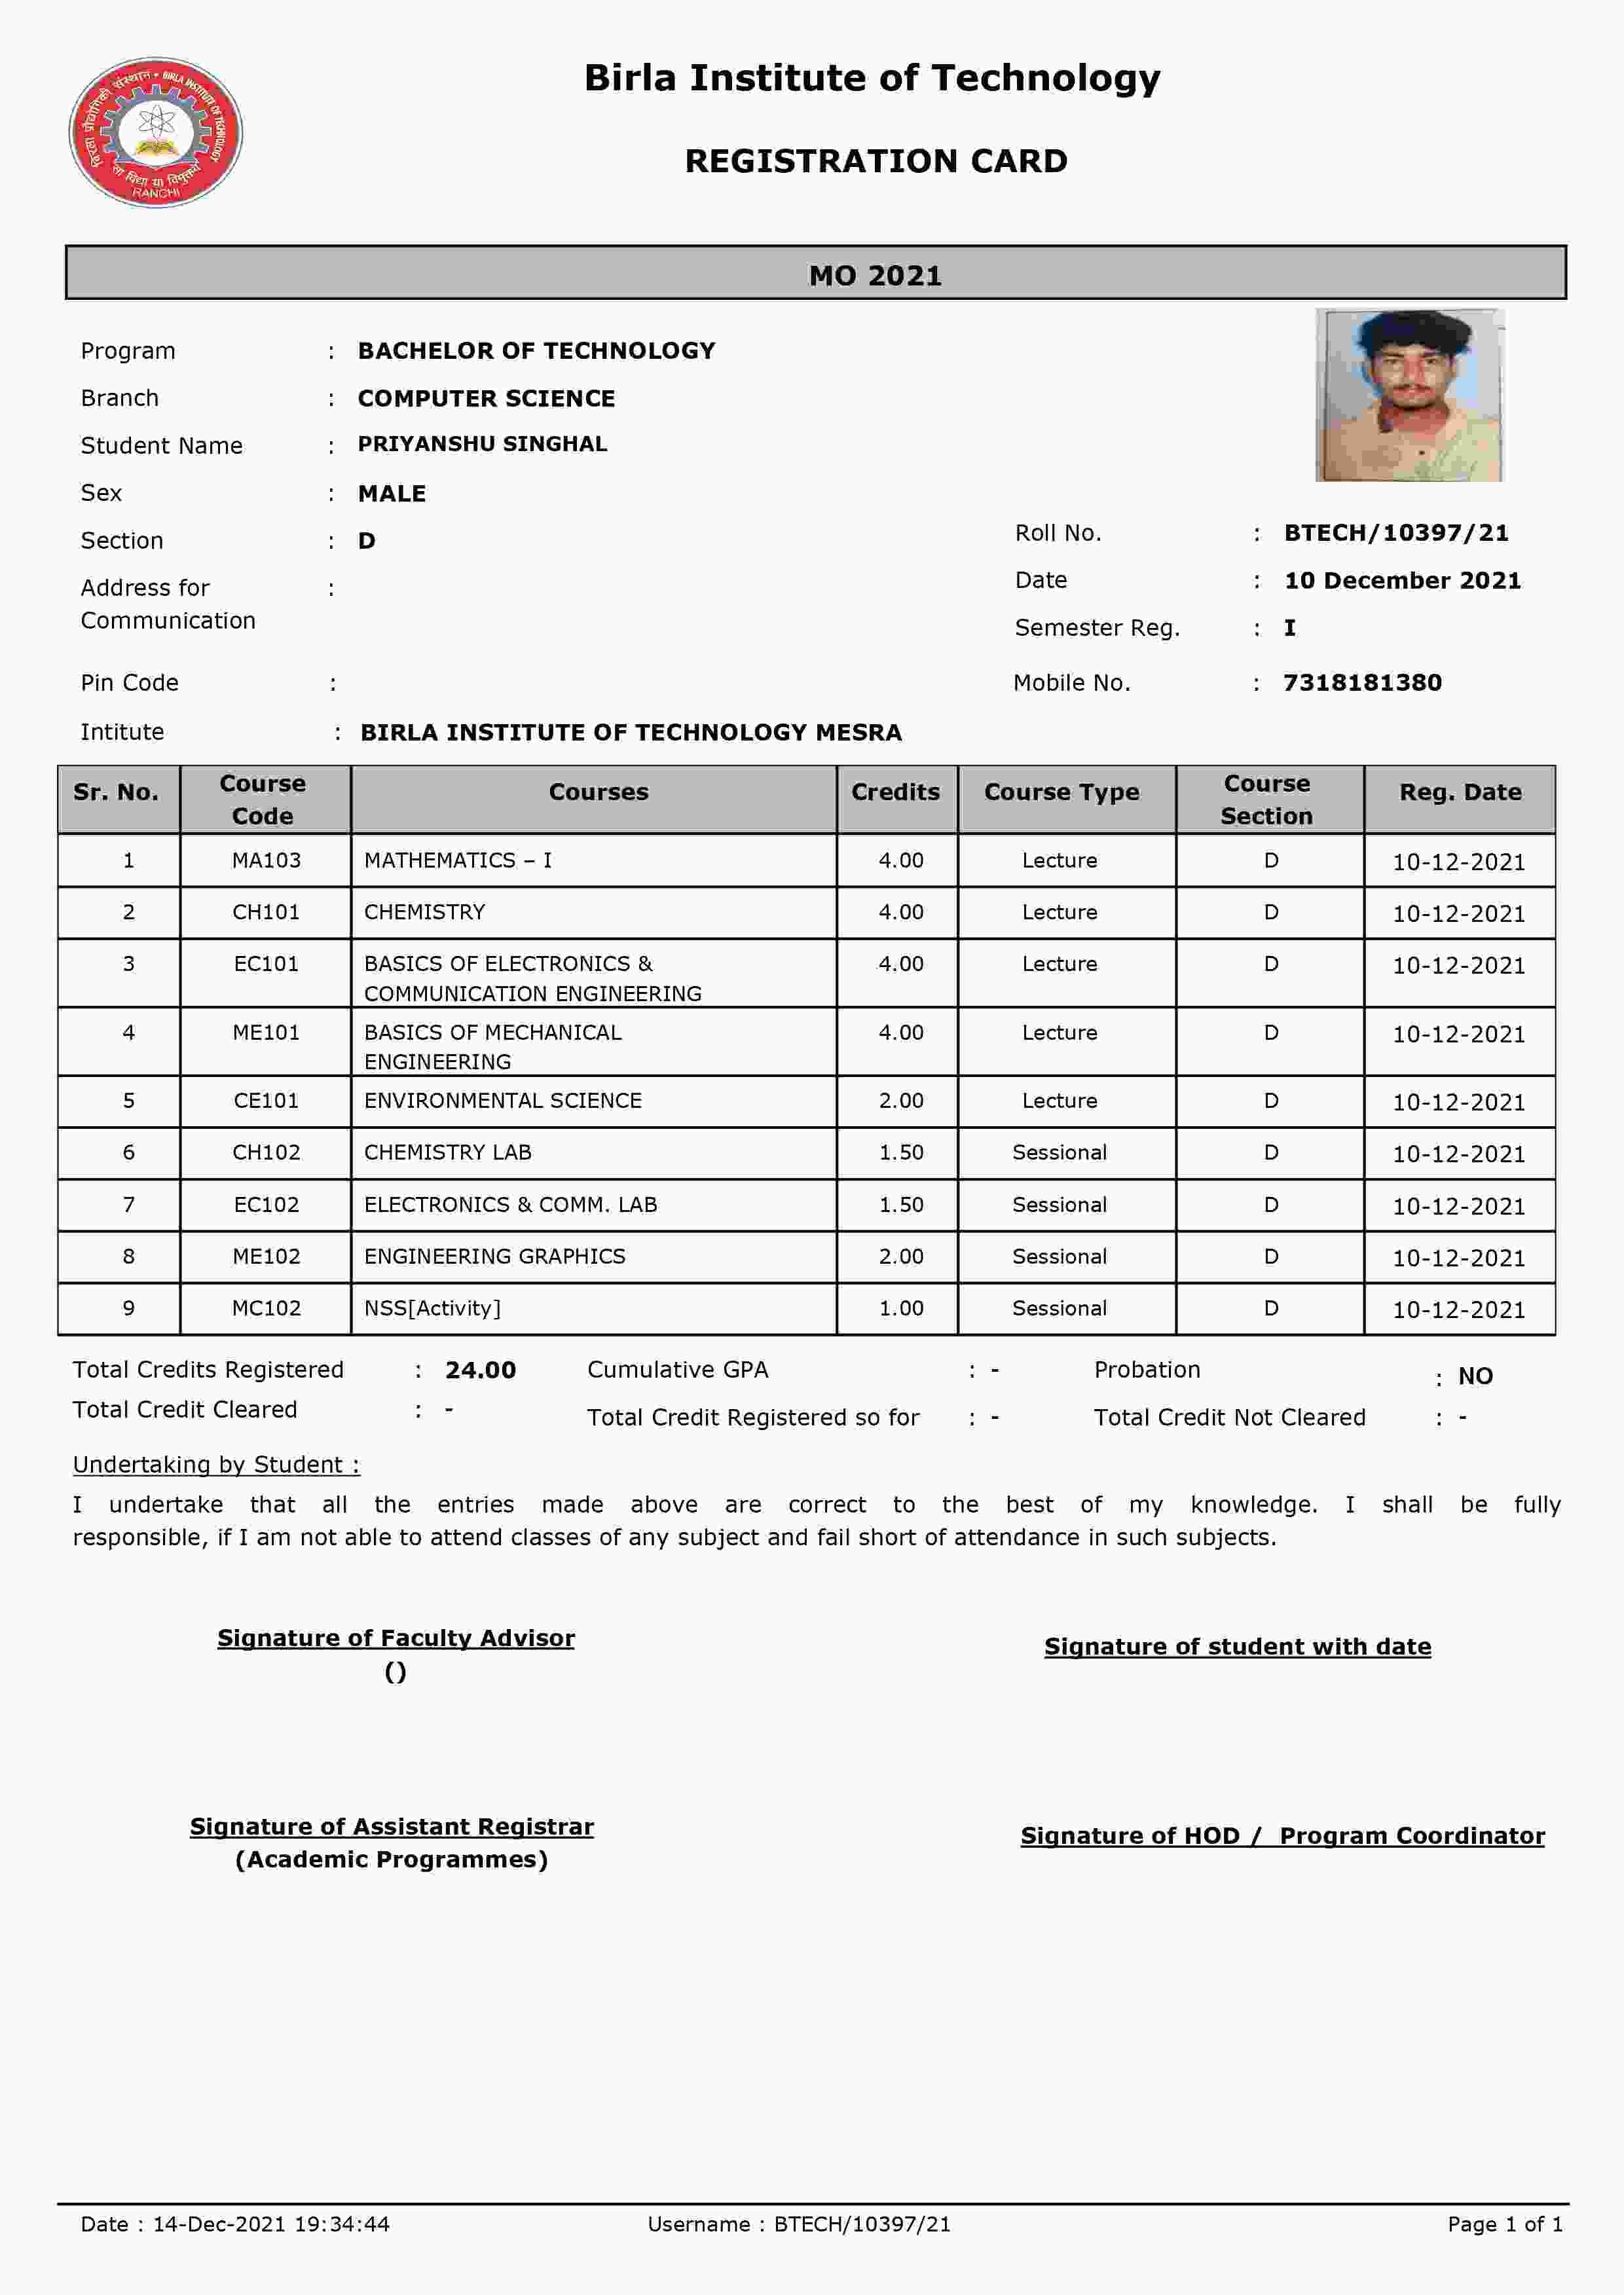 बिरला प्रौद्योगिकी संस्थान • BIRLA INSTITUTE OF TECHNOLOGY
सा विद्या या विमुक्तये
RANCHI
Birla Institute of Technology
REGISTRATION CARD
MO 2021
Program : BACHELOR OF TECHNOLOGY
Branch : COMPUTER SCIENCE
Student Name : PRIYANSHU SINGHAL
Sex : MALE
Section : D
Roll No. : BTECH/10397/21
Address for :
Communication
Date : 10 December 2021
Semester Reg. : I
Pin Code :
Mobile No. : 7318181380
Intitute : BIRLA INSTITUTE OF TECHNOLOGY MESRA
Sr. No. Course Code Courses Credits Course Type Course Section Reg. Date
1 MA103 MATHEMATICS – I 4.00 Lecture D 10-12-2021
2 CH101 CHEMISTRY 4.00 Lecture D 10-12-2021
3 EC101 BASICS OF ELECTRONICS & 4.00 Lecture D 10-12-2021
COMMUNICATION ENGINEERING
4 ME101 BASICS OF MECHANICAL 4.00 Lecture D 10-12-2021
ENGINEERING
5 CE101 ENVIRONMENTAL SCIENCE 2.00 Lecture D 10-12-2021
6 CH102 CHEMISTRY LAB 1.50 Sessional D 10-12-2021
7 EC102 ELECTRONICS & COMM. LAB 1.50 Sessional D 10-12-2021
8 ME102 ENGINEERING GRAPHICS 2.00 Sessional D 10-12-2021
9 MC102 NSS[Activity] 1.00 Sessional D 10-12-2021
Total Credits Registered : 24.00 Cumulative GPA : - Probation : NO
Total Credit Cleared : - Total Credit Registered so for : - Total Credit Not Cleared : -
Undertaking by Student :
I undertake that all the entries made above are correct to the best of my knowledge. I shall be fully
responsible, if I am not able to attend classes of any subject and fail short of attendance in such subjects.
Signature of Faculty Advisor
()
Signature of student with date
Signature of Assistant Registrar
(Academic Programmes)
Signature of HOD / Program Coordinator
Date : 14-Dec-2021 19:34:44 Username : BTECH/10397/21 Page 1 of 1